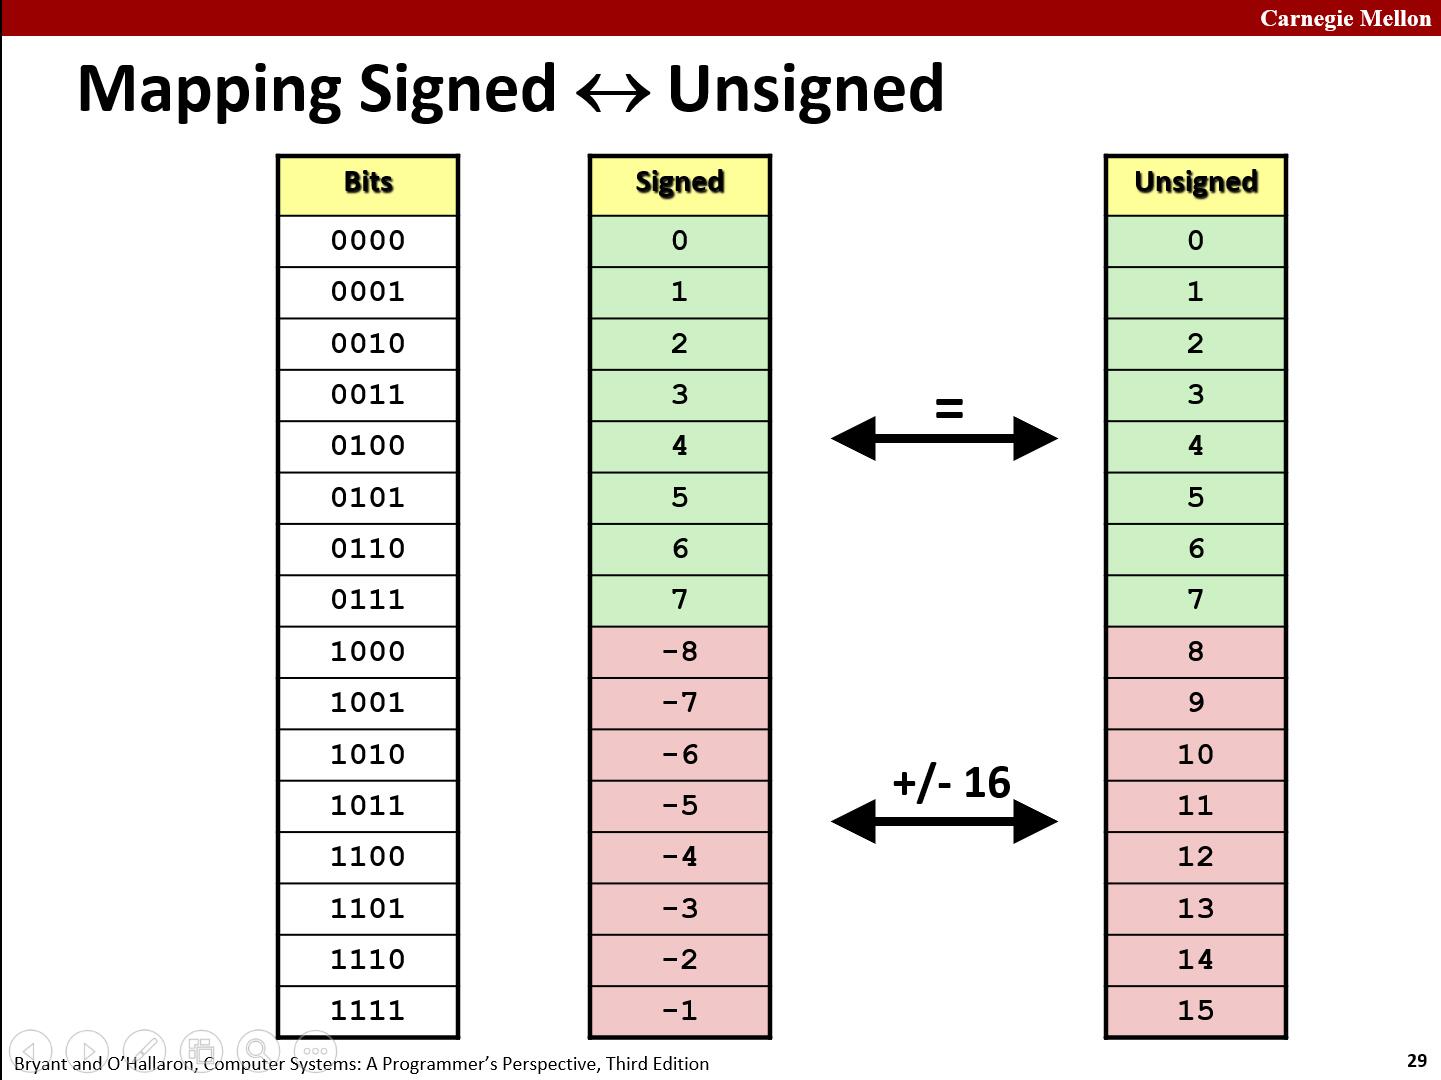 Carnegie Mellon
Mapping Signed ↔ Unsigned
Bits Signed Unsigned
0000 0 0
0001 1 1
0010 2 2
0011 3 3
=
0100 4 4
0101 5 5
0110 6 6
0111 7 7
1000 -8 8
1001 -7 9
1010 -6 10
+/- 16
1011 -5 11
1100 -4 12
1101 -3 13
1110 -2 14
1111 -1 15
Bryant and O'Hallaron, Computer Systems: A Programmer's Perspective, Third Edition
29